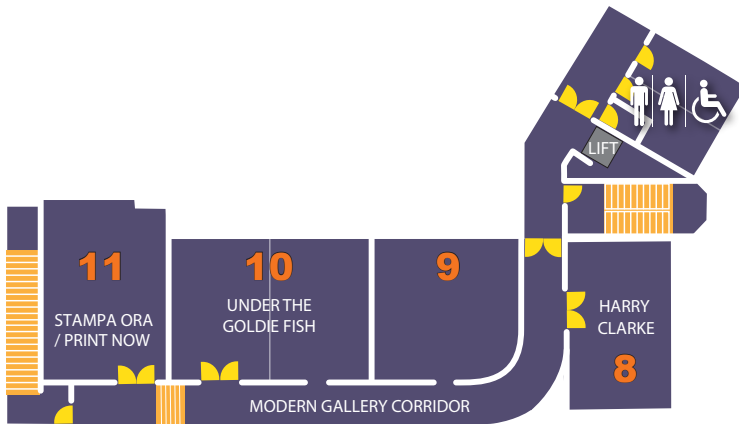 LIFT
11
STAMPA ORA
/ PRINT NOW
10
UNDER THE
GOLDIE FISH
9
HARRY
CLARKE
8
MODERN GALLERY CORRIDOR